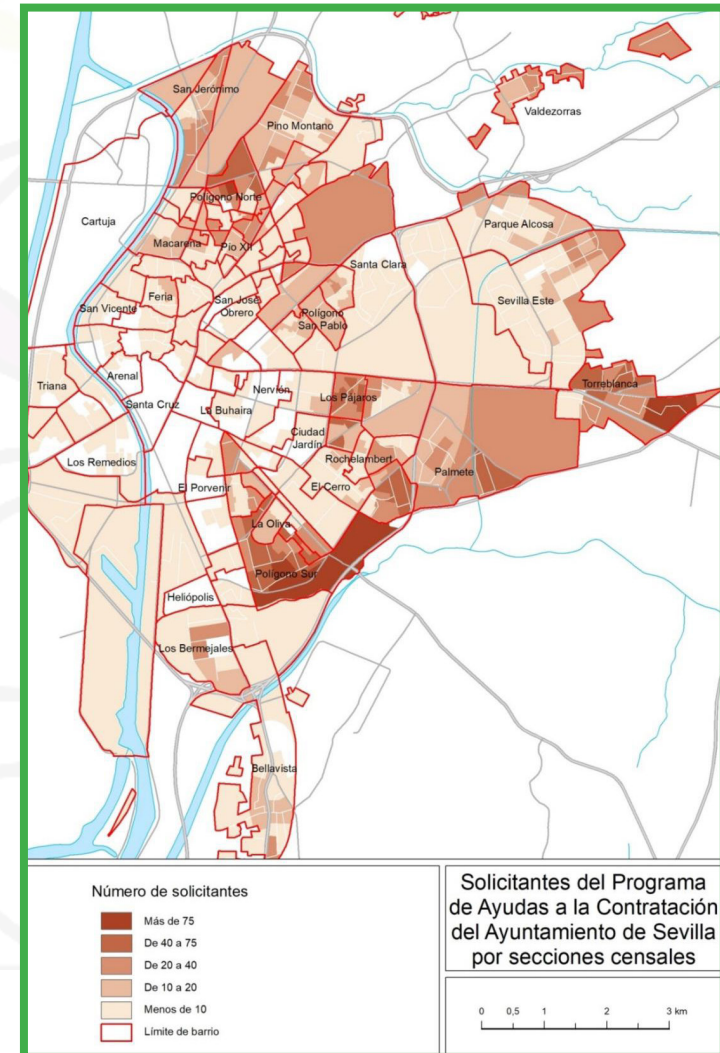 San Jerónimo
Valdezorras
Pino Montano
Cartuja
Polígono Norte
Parque Alcosa
Macarena
Pío XII
Santa Clara
Feria
San Vicente
San José
Obrero
Sevilla Este
Polígono
San Pablo
Arenal
Triana
Nervión
Torreblanca
Santa Cruz
La Buhaira
Los Pájaros
Ciudad
Jardín
Los Remedios
Rochelambert
Palmete
El Porvenir
El Cerro
La Oliva
Polígono Sur
Heliópolis
Los Bermejales
Bellavista
Número de solicitantes
Más de 75
De 40 a 75
De 20 a 40
De 10 a 20
Menos de 10
Límite de barrio
Solicitantes del Programa
de Ayudas a la Contratación
del Ayuntamiento de Sevilla
por secciones censales
0 0,5 1 2 3 km